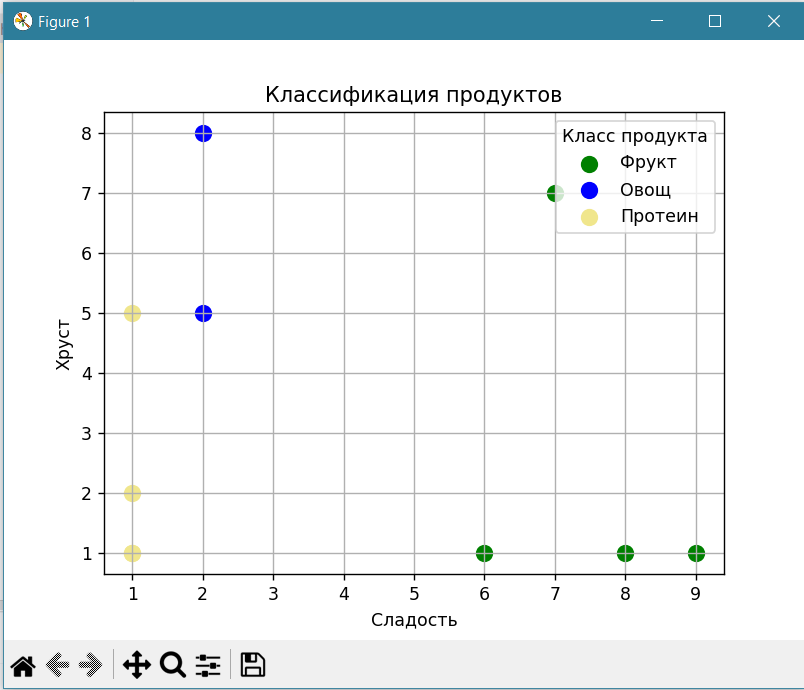 Figure 1
Классификация продуктов
Класс продукта
Фрукт
Овощ
Протеин
8
7
6
5
4
3
2
1
Хруст
1 2 3 4 5 6 7 8 9
Сладость